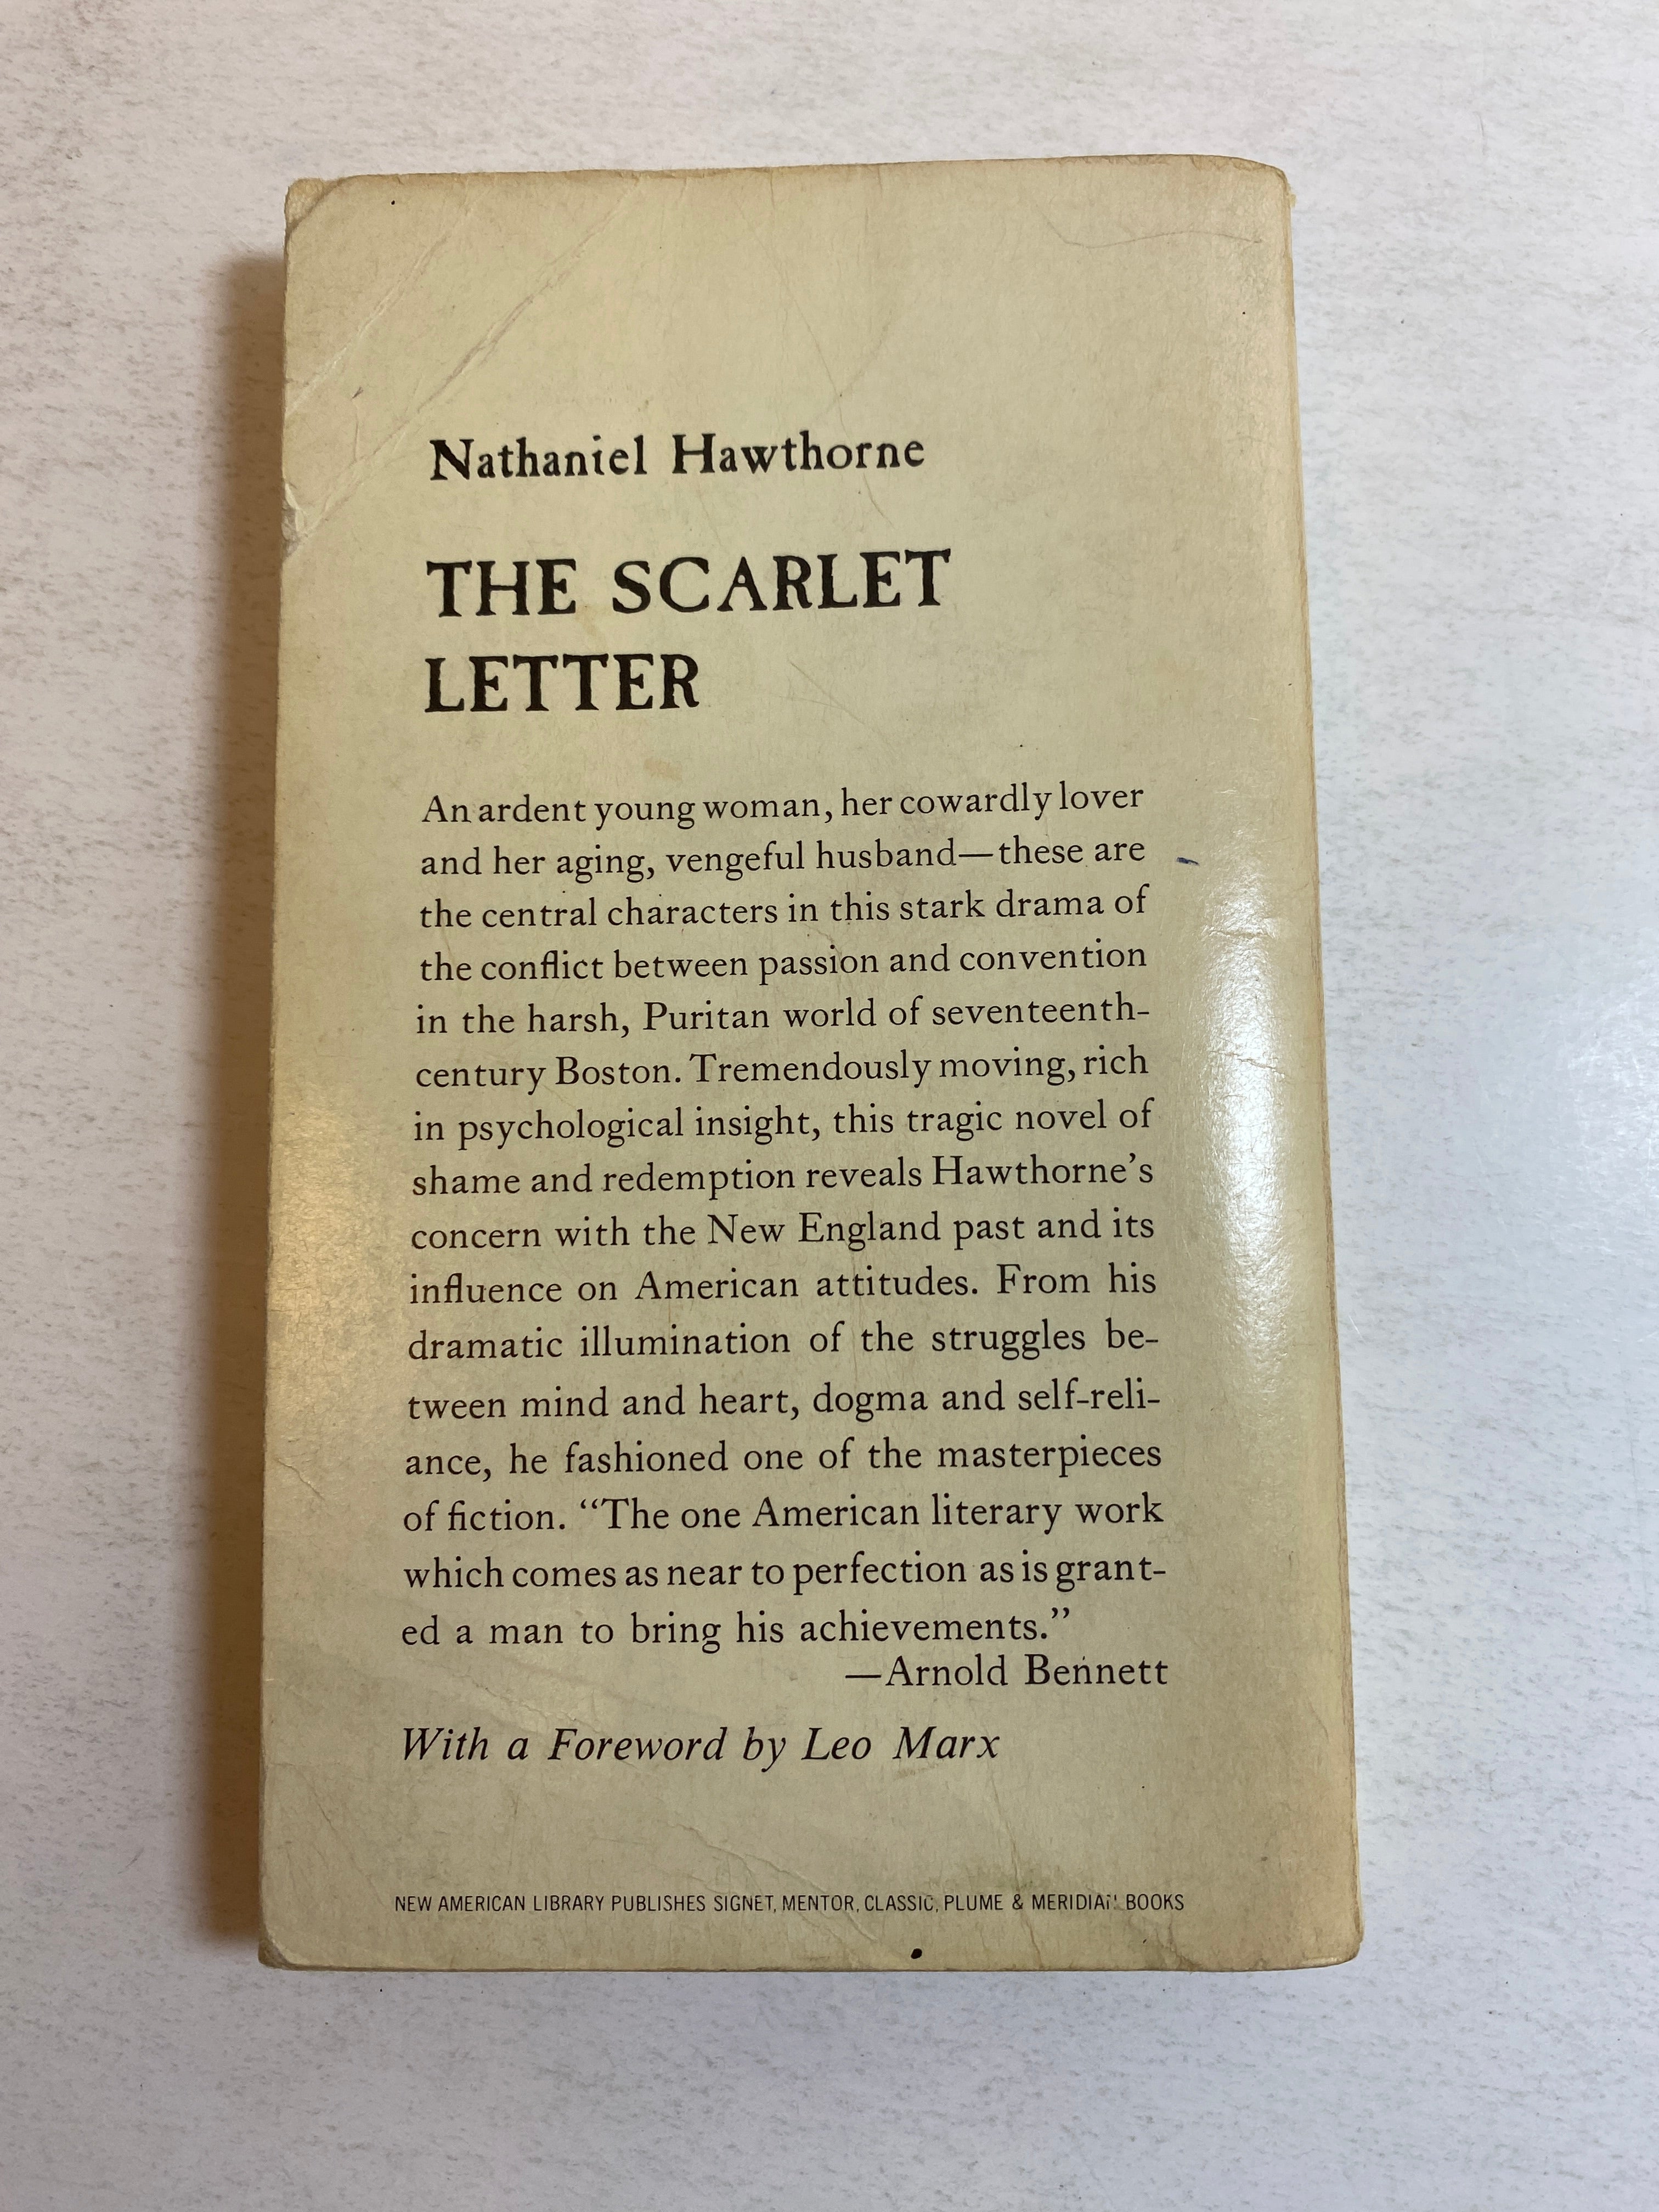 Nathaniel Hawthorne
THE SCARLET
LETTER
An ardent young woman, her cowardly lover
and her aging, vengeful husband—these are
the central characters in this stark drama of
the conflict between passion and convention
in the harsh, Puritan world of seventeenth-
century Boston. Tremendously moving, rich
in psychological insight, this tragic novel of
shame and redemption reveals Hawthorne's
concern with the New England past and its
influence on American attitudes. From his
dramatic illumination of the struggles be-
tween mind and heart, dogma and self-reli-
ance, he fashioned one of the masterpieces
of fiction. “The one American literary work
which comes as near to perfection as is grant-
ed a man to bring his achievements.”
—Arnold Bennett
With a Foreword by Leo Marx
NEW AMERICAN LIBRARY PUBLISHES SIGNET, MENTOR, CLASSIC, PLUME & MERIDIAN BOOKS